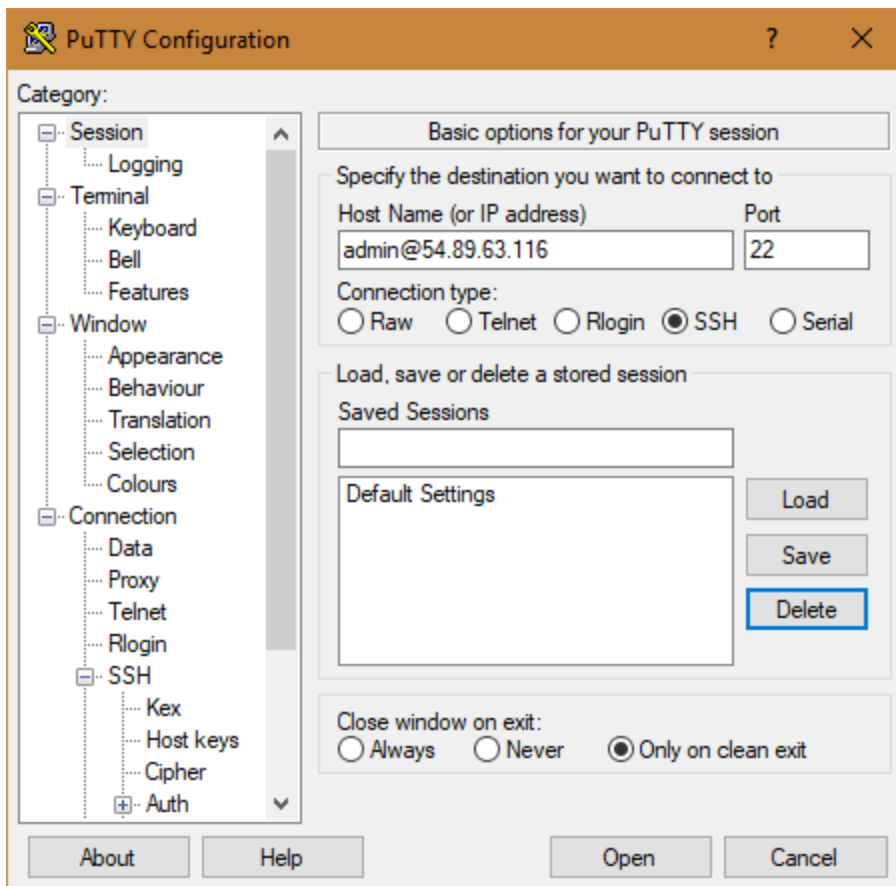 PuTTY Configuration
?
Category:
Session
Logging
Terminal
Keyboard
Bell
Features
Window
Appearance
Behaviour
Translation
Selection
Colours
Connection
Data
Proxy
Telnet
Rlogin
SSH
Kex
Host keys
Cipher
Auth
Basic options for your PuTTY session
Specify the destination you want to connect to
Host Name (or IP address) Port
admin@54.89.63.116 22
Connection type:
Raw Telnet Rlogin SSH Serial
Load, save or delete a stored session
Saved Sessions
Default Settings
Load
Save
Delete
Close window on exit:
Always Never Only on clean exit
About Help Open Cancel